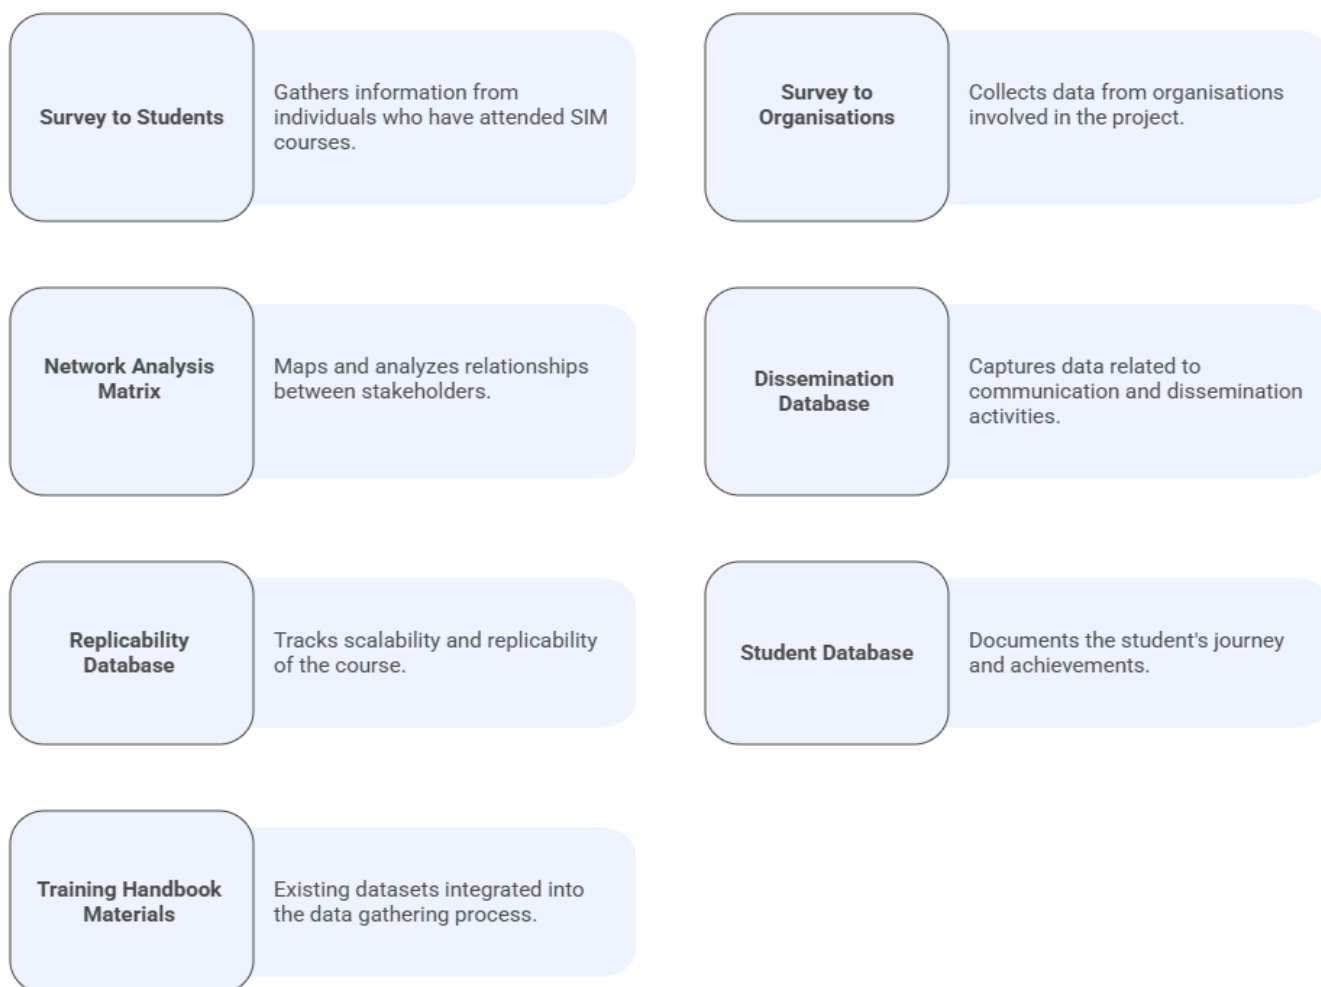 Survey to Students
Gathers information from
individuals who have attended SIM
courses.
Survey to
Organisations
Collects data from organisations
involved in the project.
Network Analysis
Matrix
Maps and analyzes relationships
between stakeholders.
Dissemination
Database
Captures data related to
communication and dissemination
activities.
Replicability
Database
Tracks scalability and replicability
of the course.
Student Database
Documents the student's journey
and achievements.
Training Handbook
Materials
Existing datasets integrated into
the data gathering process.